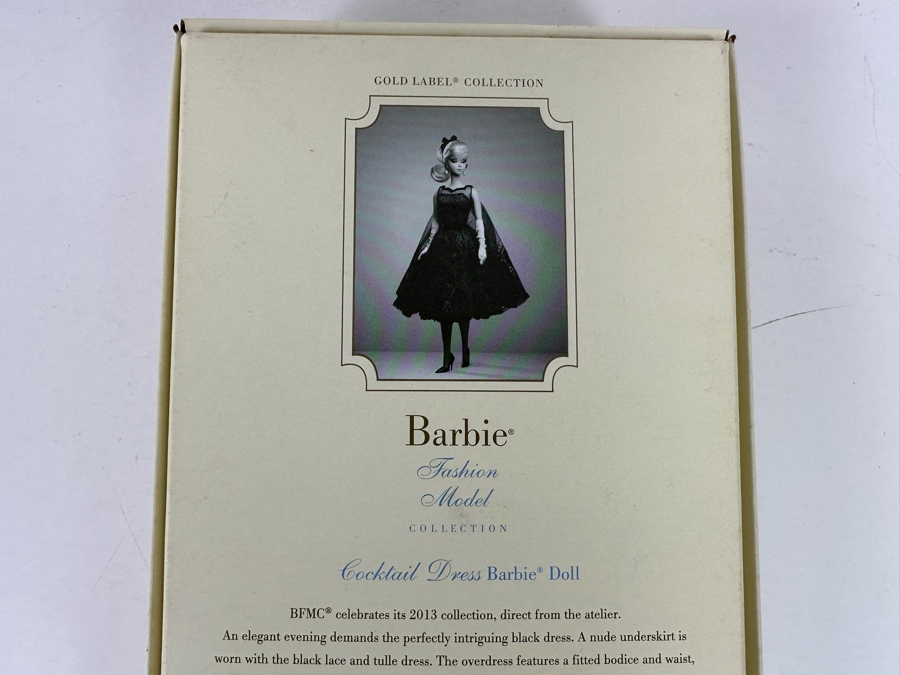 GOLD LABEL® COLLECTION
Barbie®
Fashion
Model
COLLECTION
Cocktail Dress Barbie® Doll
BFMC® celebrates its 2013 collection, direct from the atelier.
An elegant evening demands the perfectly intriguing black dress. A nude underskirt is
worn with the black lace and tulle dress. The overdress features a fitted bodice and waist,